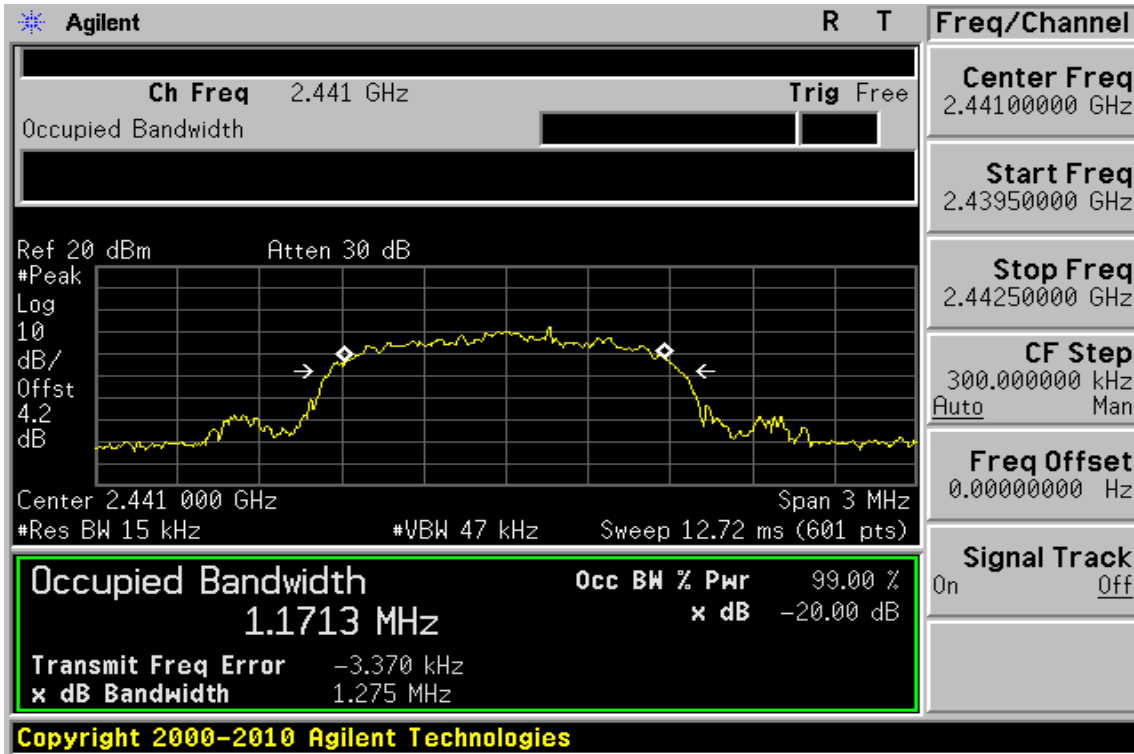 Agilent R T
Ch Freq 2.441 GHz Trig Free
Occupied Bandwidth
Ref 20 dBm Atten 30 dB
#Peak
Log
10
dB/
Offst
4.2
dB
Center 2.441 000 GHz Span 3 MHz
#Res BW 15 kHz #VBW 47 kHz Sweep 12.72 ms (601 pts)
Occupied Bandwidth Occ BW % Pwr 99.00 %
1.1713 MHz x dB -20.00 dB
Transmit Freq Error -3.370 kHz
x dB Bandwidth 1.275 MHz
Copyright 2000-2010 Agilent Technologies
Freq/Channel
Center Freq
2.44100000 GHz
Start Freq
2.43950000 GHz
Stop Freq
2.44250000 GHz
CF Step
300.000000 kHz
Auto Man
Freq Offset
0.00000000 Hz
Signal Track
On Off